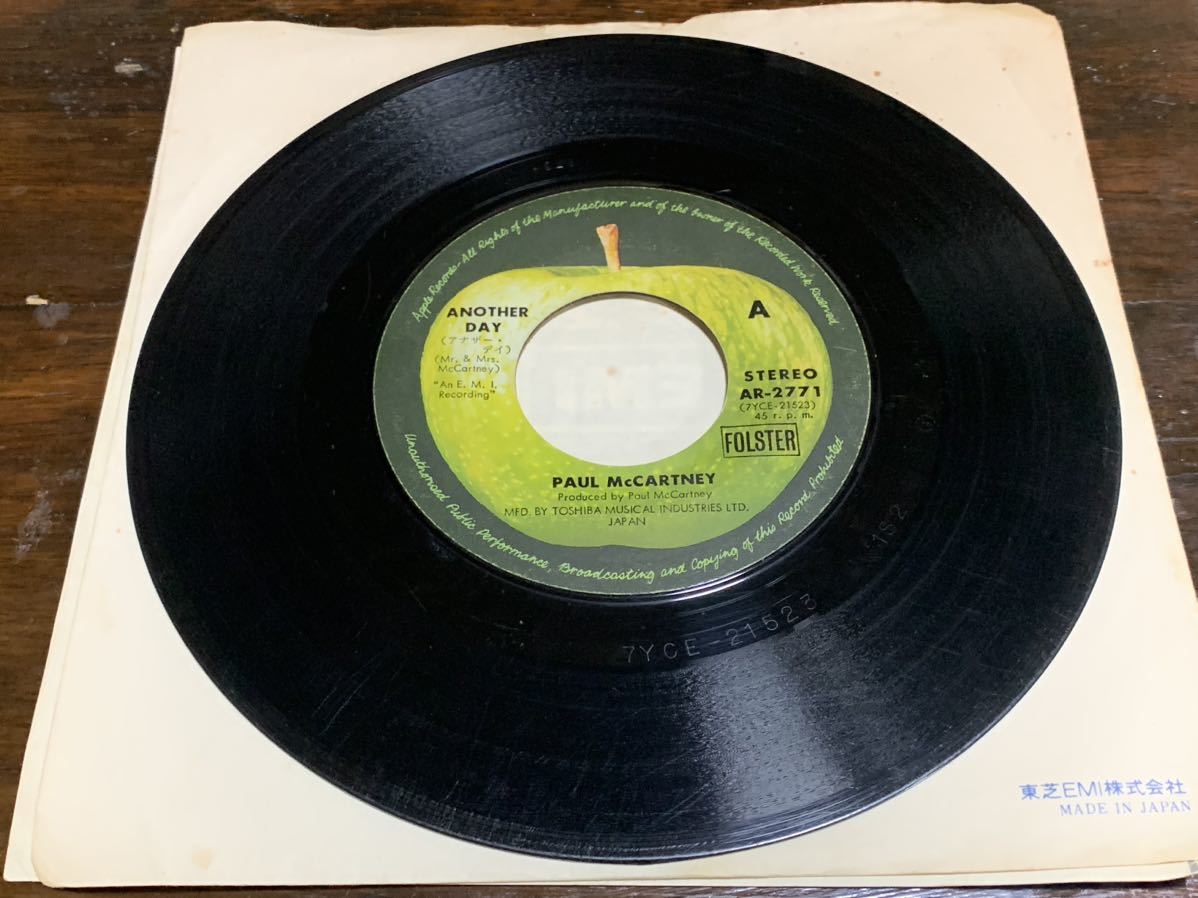 Apple Records-All Rights of the Manufacturer and of the Owner of the Recorded Work Reserved
ANOTHER
DAY
(アナザー・
デイ)
(Mr. & Mrs.
McCartney)
"An E. M. I.
Recording"
A
STEREO
AR-2771
(7YCE-21523)
45 r. p. m.
FOLSTER
PAUL McCARTNEY
Produced by Paul McCartney
MFD. BY TOSHIBA MUSICAL INDUSTRIES LTD.
JAPAN
Unauthorised Public Performance, Broadcasting and Copying of this Record Prohibited
7YCE-21523
1S2
東芝EMI株式会社
MADE IN JAPAN